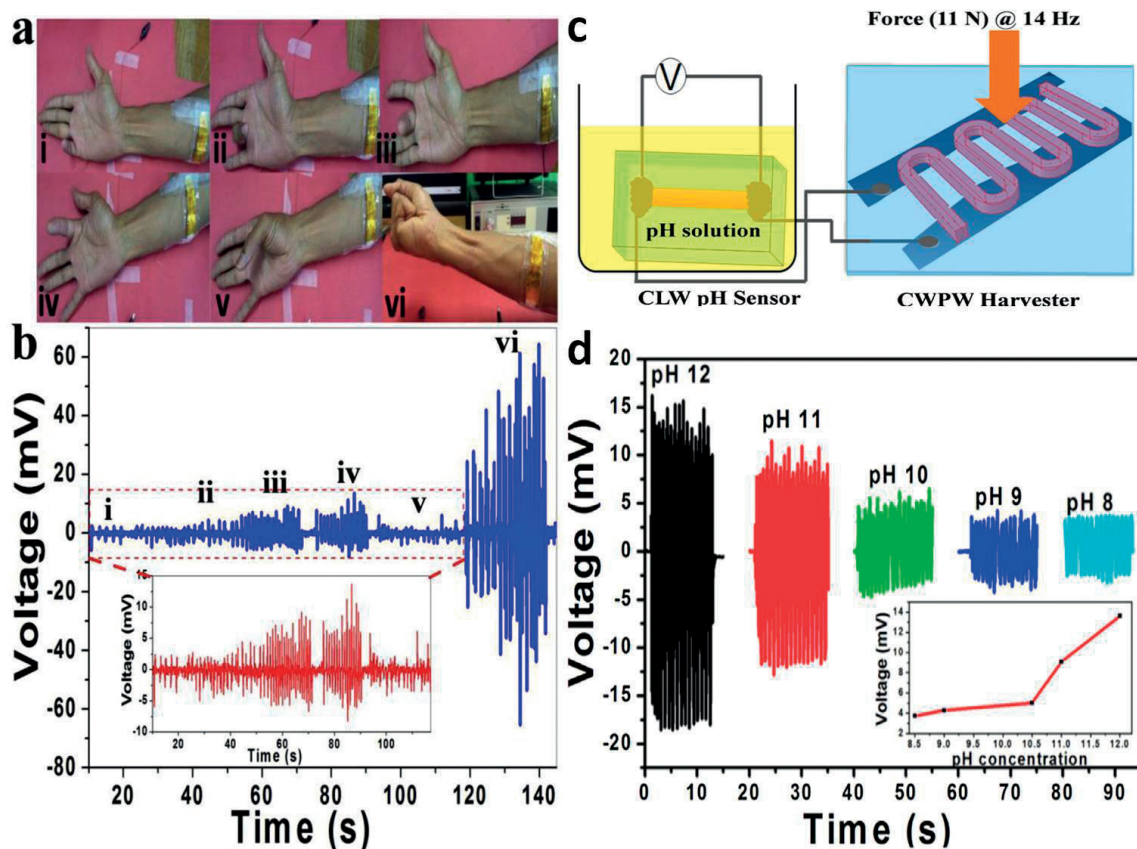 a
i
ii
iii
iv
v
vi
c
Force (11 N) @ 14 Hz
V
pH solution
CLW pH Sensor
CWPW Harvester
b
Voltage (mV)
60
40
20
0
-20
-40
-60
-80
i
ii
iii
iv
v
vi
Voltage (mV)
15
10
5
0
-5
-10
20
40
60
80
100
Time (s)
20
40
60
80
100
120
140
Time (s)
d
Voltage (mV)
20
15
10
5
0
-5
-10
-15
-20
pH 12
pH 11
pH 10
pH 9
pH 8
Voltage (mV)
14
12
10
8
6
4
2
8.5
9.0
9.5
10.0
10.5
11.0
11.5
12.0
pH concentration
0
10
20
30
40
50
60
70
80
90
Time (s)